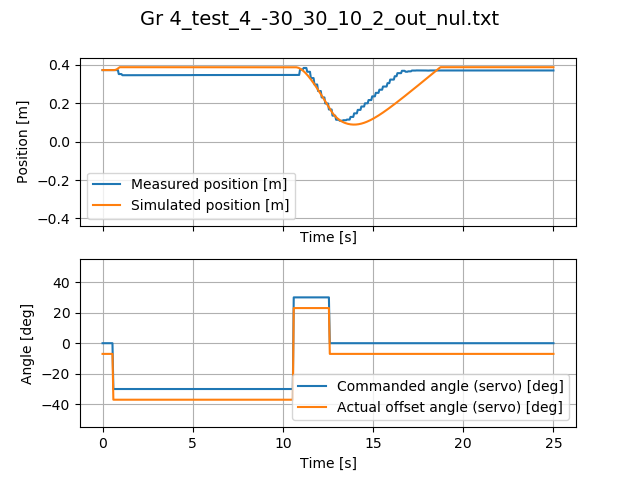 Gr 4_test_4_-30_30_10_2_out_nul.txt
0.4
0.2
0.0
−0.2
−0.4
Position [m]
Measured position [m]
Simulated position [m]
Time [s]
40
20
0
−20
−40
Angle [deg]
Commanded angle (servo) [deg]
Actual offset angle (servo) [deg]
0 5 10 15 20 25
Time [s]